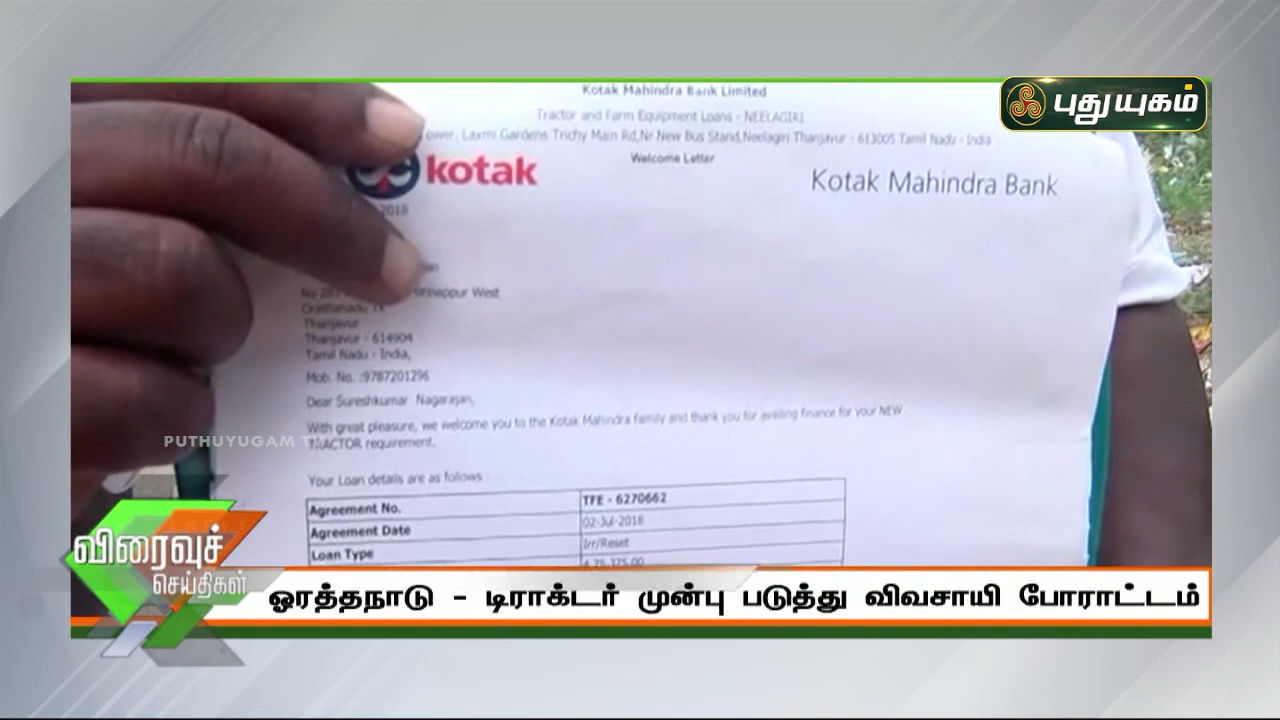 Kotak Mahindra Bank Limited
புதுயுகம்
Tractor and Farm Equipment Loans - NEELAGIRI
Laxmi Gardens Trichy Main Rd,Nr New Bus Stand,Neelagiri Thanjavur - 613005 Tamil Nadu - India
Welcome Letter
kotak
Kotak Mahindra Bank
2018
West
Thanjavur
Thanjavur - 614904
Tamil Nadu - India,
Mob. No. :9787201296
Dear Sureshkumar Nagarajan,
With great pleasure, we welcome you to the Kotak Mahindra family and thank you for availing finance for your NEW
TRACTOR requirement.
PUTHUYUGAM
Your Loan details are as follows
Agreement No. TFE - 6270662
Agreement Date 02-Jul-2018
Loan Type Irr/Reset
விரைவுச்
செய்திகள்
ஓரத்தநாடு - டிராக்டர் முன்பு படுத்து விவசாயி போராட்டம்